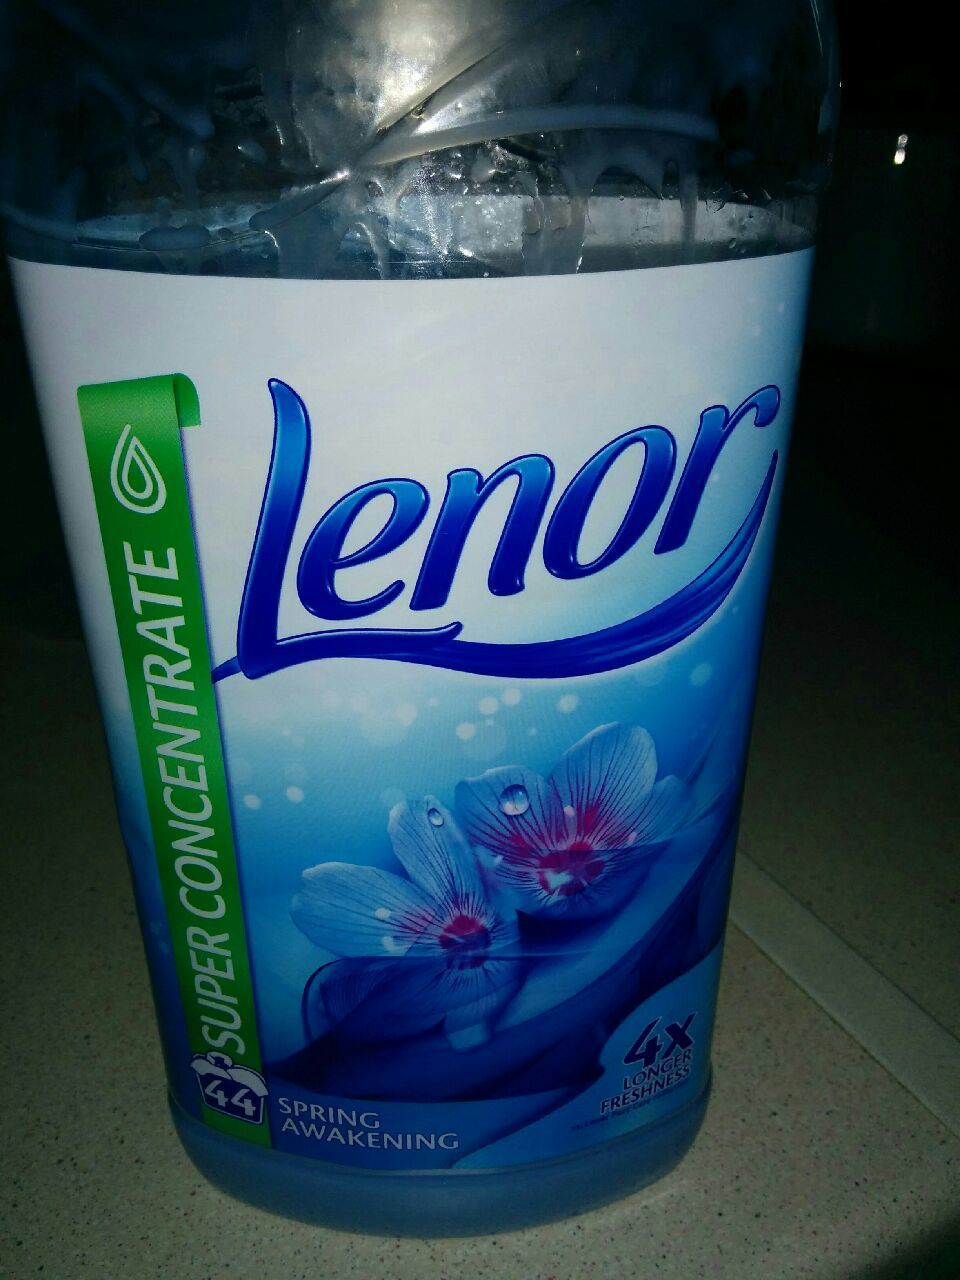 Lenor
SUPER CONCENTRATE
44
SPRING
AWAKENING
4X
LONGER
FRESHNESS